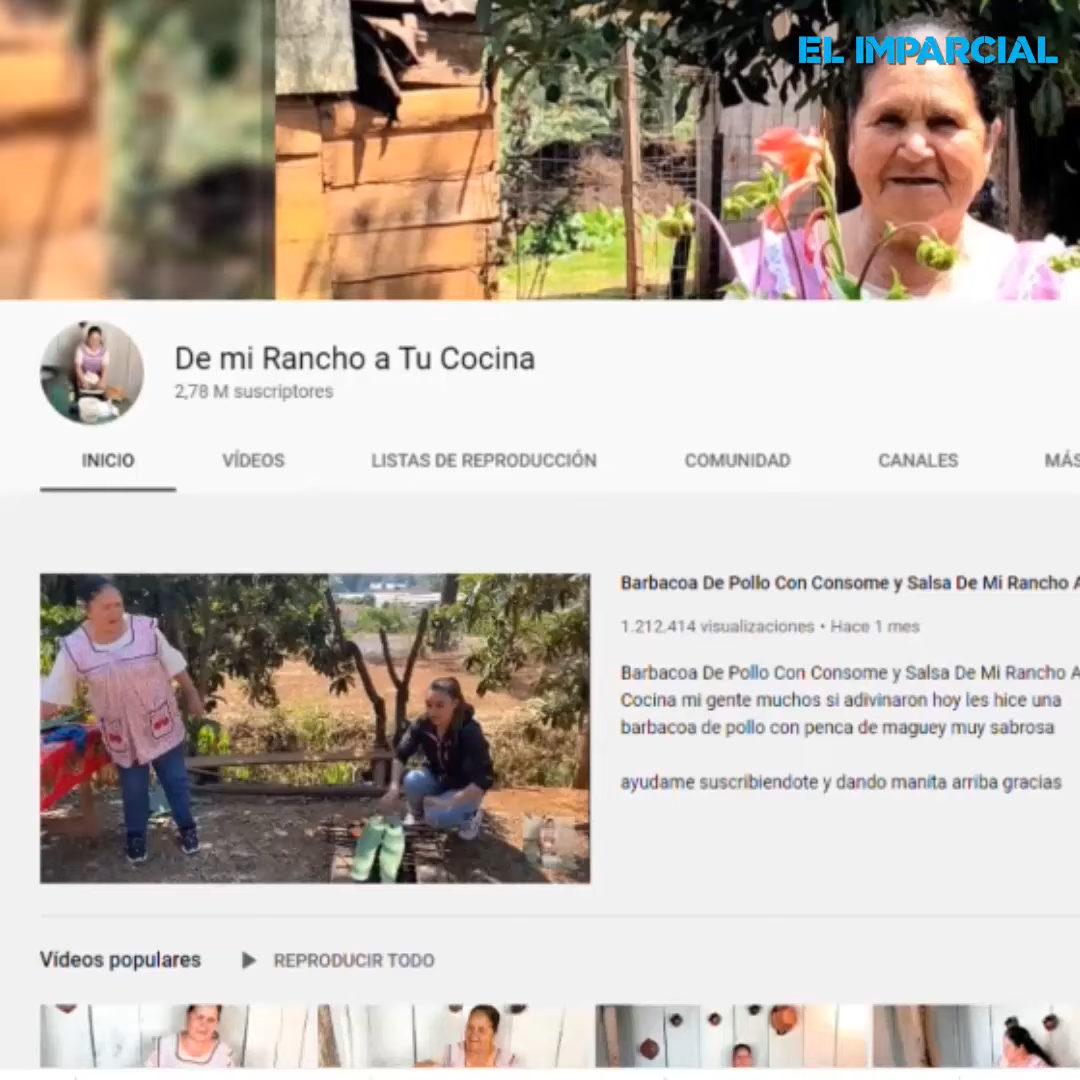 EL IMPARCIAL
De mi Rancho a Tu Cocina
2,78 M suscriptores
INICIO VÍDEOS LISTAS DE REPRODUCCIÓN COMUNIDAD CANALES MÁS
Barbacoa De Pollo Con Consome y Salsa De Mi Rancho A
1.212.414 visualizaciones • Hace 1 mes
Barbacoa De Pollo Con Consome y Salsa De Mi Rancho A
Cocina mi gente muchos si adivinaron hoy les hice una
barbacoa de pollo con penca de maguey muy sabrosa
ayudame suscribiendote y dando manita arriba gracias
Vídeos populares REPRODUCIR TODO